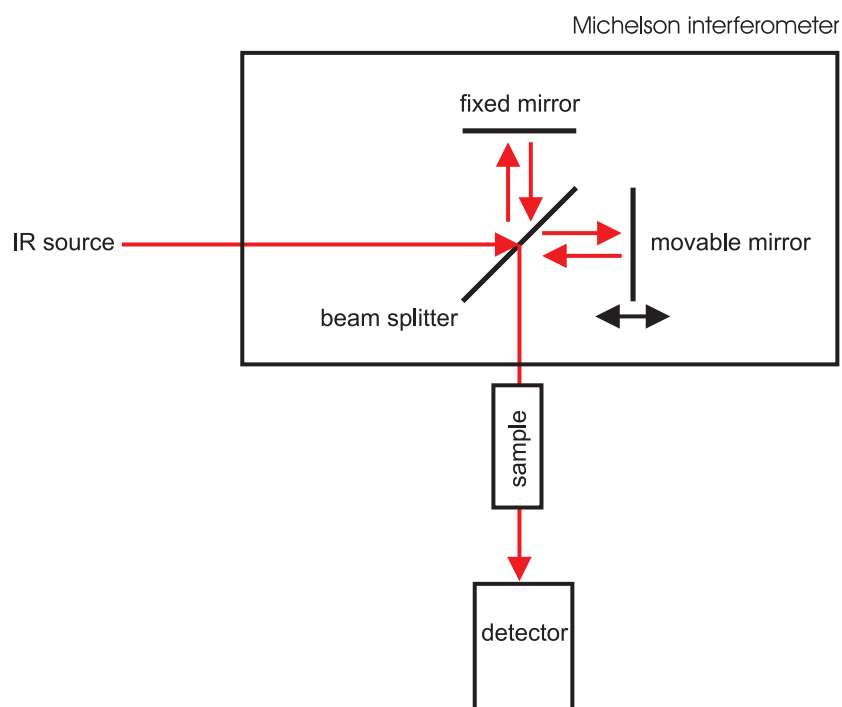 Michelson interferometer
fixed mirror
IR source
movable mirror
beam splitter
sample
detector